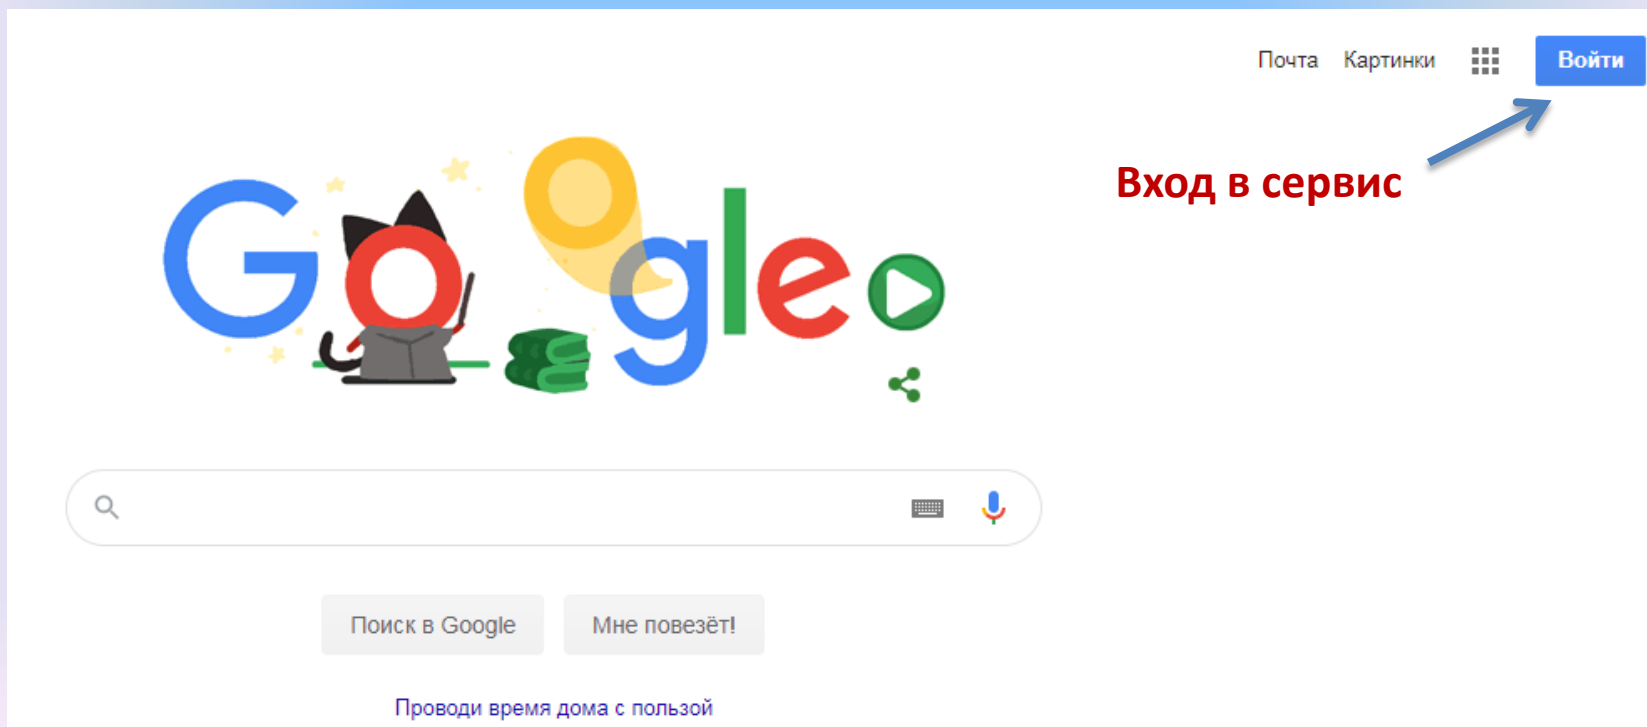 Почта Картинки Войти
Вход в сервис
Google
Поиск в Google Мне повезёт!
Проводи время дома с пользой